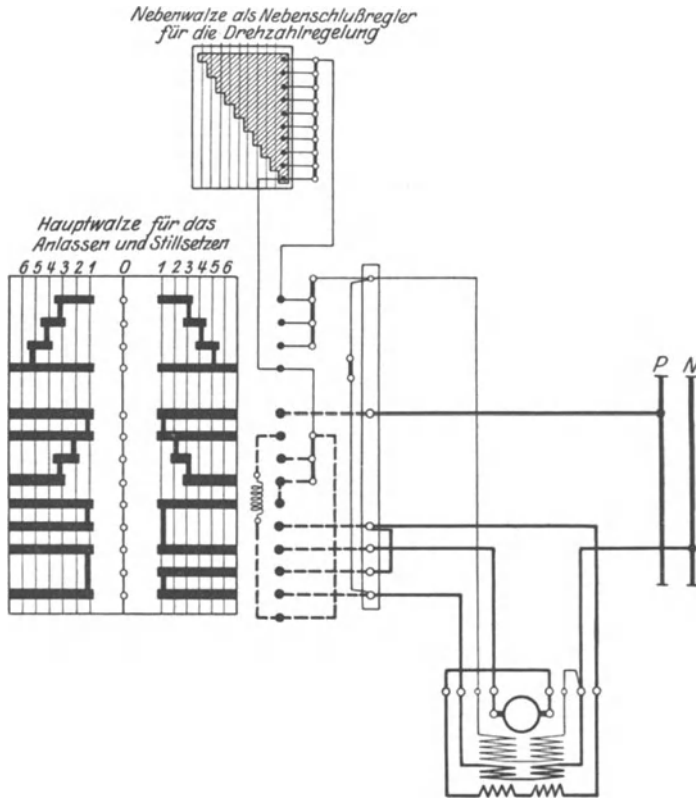 Nebenwalze als Nebenschlußregler
für die Drehzahlregelung
Hauptwalze für das
Anlassen und Stillsetzen
6 5 4 3 2 1 0 1 2 3 4 5 6
P N